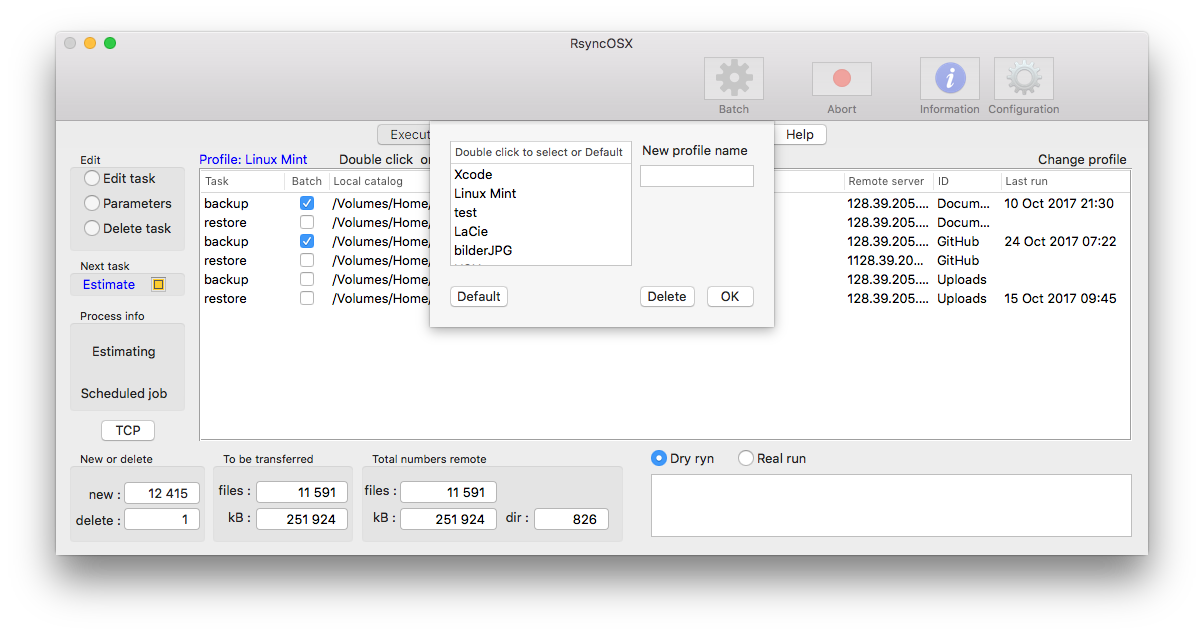 RsyncOSX
Batch
Abort
Information
Configuration
Execut
Help
Edit
Edit task
Parameters
Delete task
Next task
Estimate
Process info
Estimating
Scheduled job
TCP
Profile: Linux Mint
Double click
Change profile
Task Batch Local catalog Remote server ID Last run
backup /Volumes/Home, 128.39.205.... Docum... 10 Oct 2017 21:30
restore /Volumes/Home, 128.39.205.... Docum...
backup /Volumes/Home, 128.39.205.... GitHub 24 Oct 2017 07:22
restore /Volumes/Home, 1128.39.20... GitHub
backup /Volumes/Home, 128.39.205.... Uploads
restore /Volumes/Home, 128.39.205.... Uploads 15 Oct 2017 09:45
Double click to select or Default
Xcode
Linux Mint
test
LaCie
bilderJPG
New profile name
Default
Delete
OK
New or delete
new : 12 415
delete : 1
To be transferred
files : 11 591
kB : 251 924
Total numbers remote
files : 11 591
kB : 251 924 dir : 826
Dry ryn
Real run